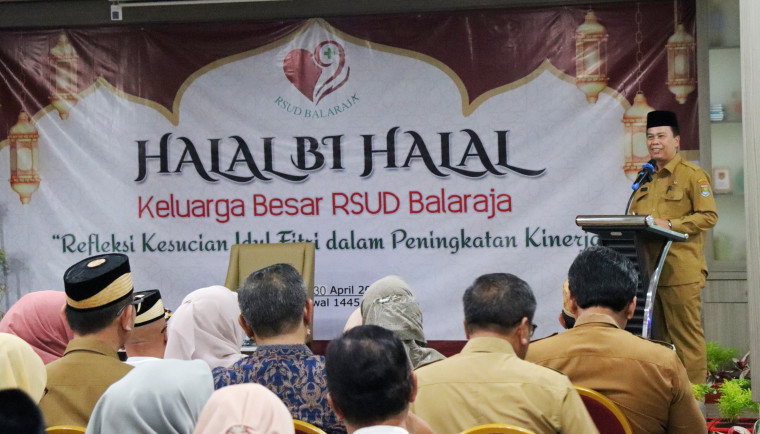 RSUD BALARAJA
HALAL BI HALAL
Keluarga Besar RSUD Balaraja
"Refleksi Kesucian Idul Fitri dalam Peningkatan Kinerja
30 April
1445